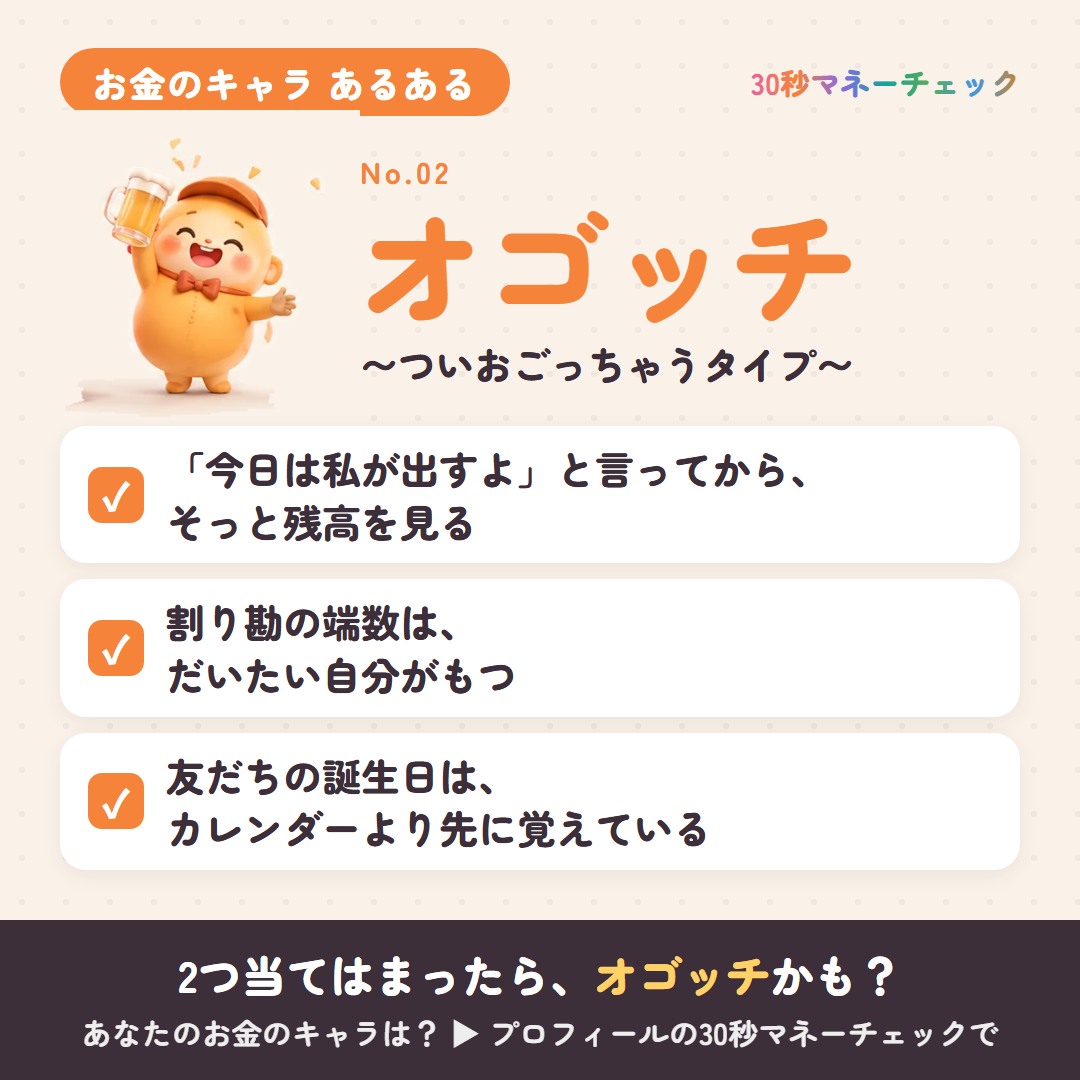 お金のキャラ あるある
30秒マネーチェック
No.02
オゴッチ
〜ついおごっちゃうタイプ〜
「今日は私が出すよ」と言ってから、
そっと残高を見る
割り勘の端数は、
だいたい自分がもつ
友だちの誕生日は、
カレンダーより先に覚えている
2つ当てはまったら、オゴッチかも？
あなたのお金のキャラは？ ▶ プロフィールの30秒マネーチェックで